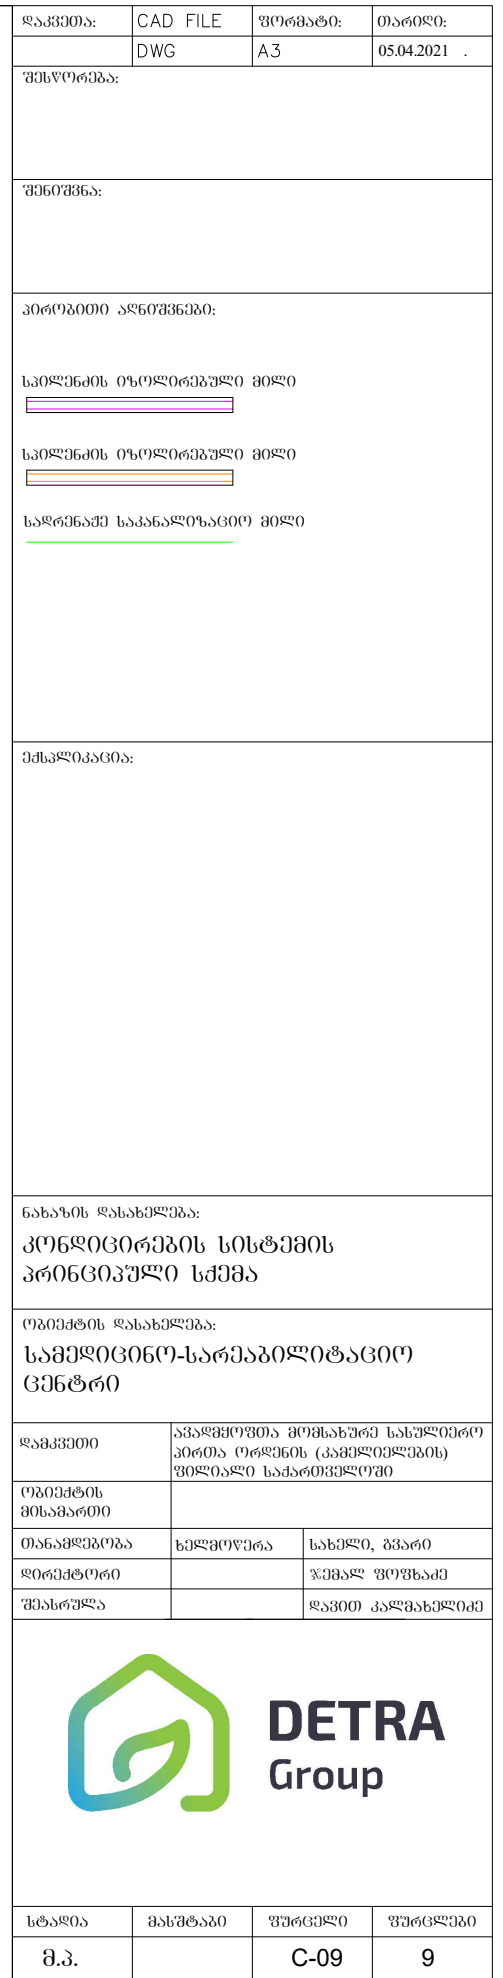 დაკვეთა: CAD FILE ფორმატი: თარიღი:
DWG A3 05.04.2021 .
შესწორება:
შენიშვნა:
პირობითი აღნიშვნები:
სპილენძის იზოლირებული მილი
სპილენძის იზოლირებული მილი
სადრენაჟე საკანალიზაციო მილი
ექსპლიკაცია:
ნახაზის დასახელება:
კონდიცირების სისტემის
პრინციპული სქემა
ობიექტის დასახელება:
სამედიცინო-სარეაბილიტაციო
ცენტრი
დამკვეთი
ავადმყოფთა მომსახურე სასულიერო
პირთა ორდენის (კამელიელების)
ფილიალი საქართველოში
ობიექტის
მისამართი
თანამდებობა ხელმოწერა სახელი, გვარი
დირექტორი ჯემალ ფოფხაძე
შეასრულა დავით კალმახელიძე
DETRA
Group
სტადია მასშტაბი ფურცელი ფურცლები
მ.პ. C-09 9